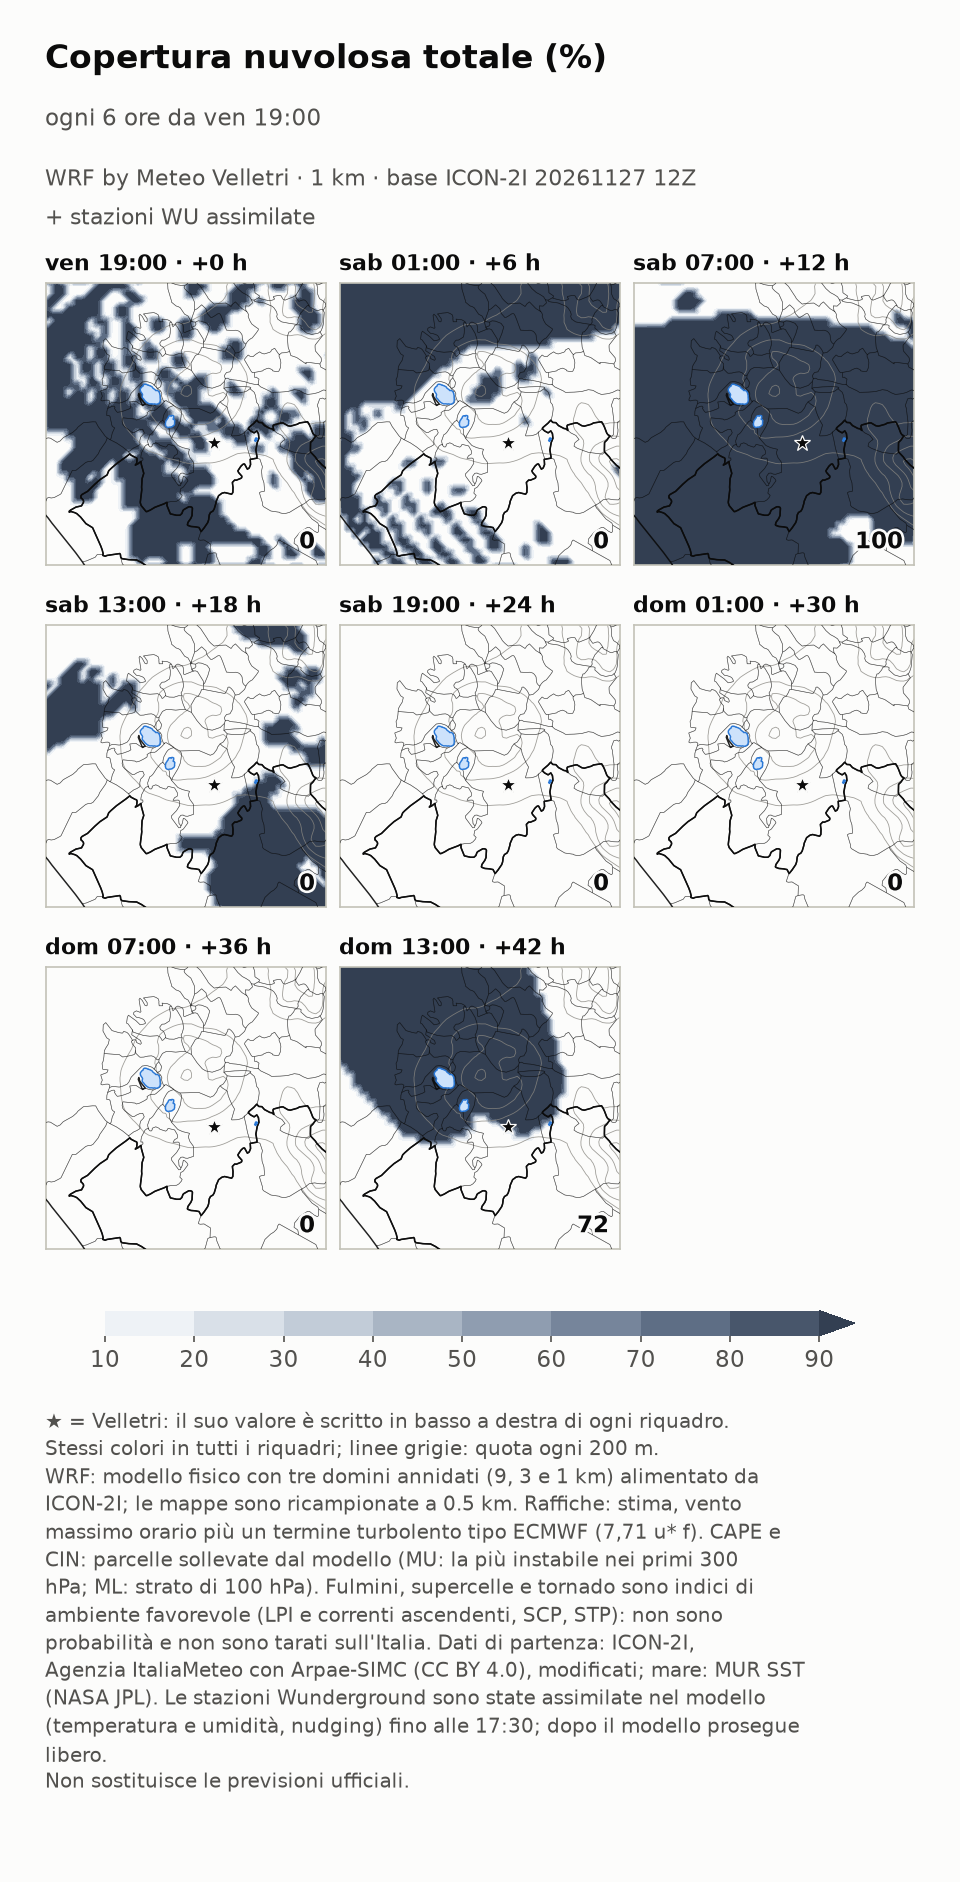 Copertura nuvolosa totale (%)
ogni 6 ore da ven 19:00
WRF by Meteo Velletri · 1 km · base ICON-2I 20261127 12Z
+ stazioni WU assimilate
ven 19:00 · +0 h
sab 01:00 · +6 h
sab 07:00 · +12 h
0
0
100
sab 13:00 · +18 h
sab 19:00 · +24 h
dom 01:00 · +30 h
0
0
0
dom 07:00 · +36 h
dom 13:00 · +42 h
0
72
10 20 30 40 50 60 70 80 90
★ = Velletri: il suo valore è scritto in basso a destra di ogni riquadro.
Stessi colori in tutti i riquadri; linee grigie: quota ogni 200 m.
WRF: modello fisico con tre domini annidati (9, 3 e 1 km) alimentato da
ICON-2I; le mappe sono ricampionate a 0.5 km. Raffiche: stima, vento
massimo orario più un termine turbolento tipo ECMWF (7,71 u* f). CAPE e
CIN: parcelle sollevate dal modello (MU: la più instabile nei primi 300
hPa; ML: strato di 100 hPa). Fulmini, supercelle e tornado sono indici di
ambiente favorevole (LPI e correnti ascendenti, SCP, STP): non sono
probabilità e non sono tarati sull'Italia. Dati di partenza: ICON-2I,
Agenzia ItaliaMeteo con Arpae-SIMC (CC BY 4.0), modificati; mare: MUR SST
(NASA JPL). Le stazioni Wunderground sono state assimilate nel modello
(temperatura e umidità, nudging) fino alle 17:30; dopo il modello prosegue
libero.
Non sostituisce le previsioni ufficiali.